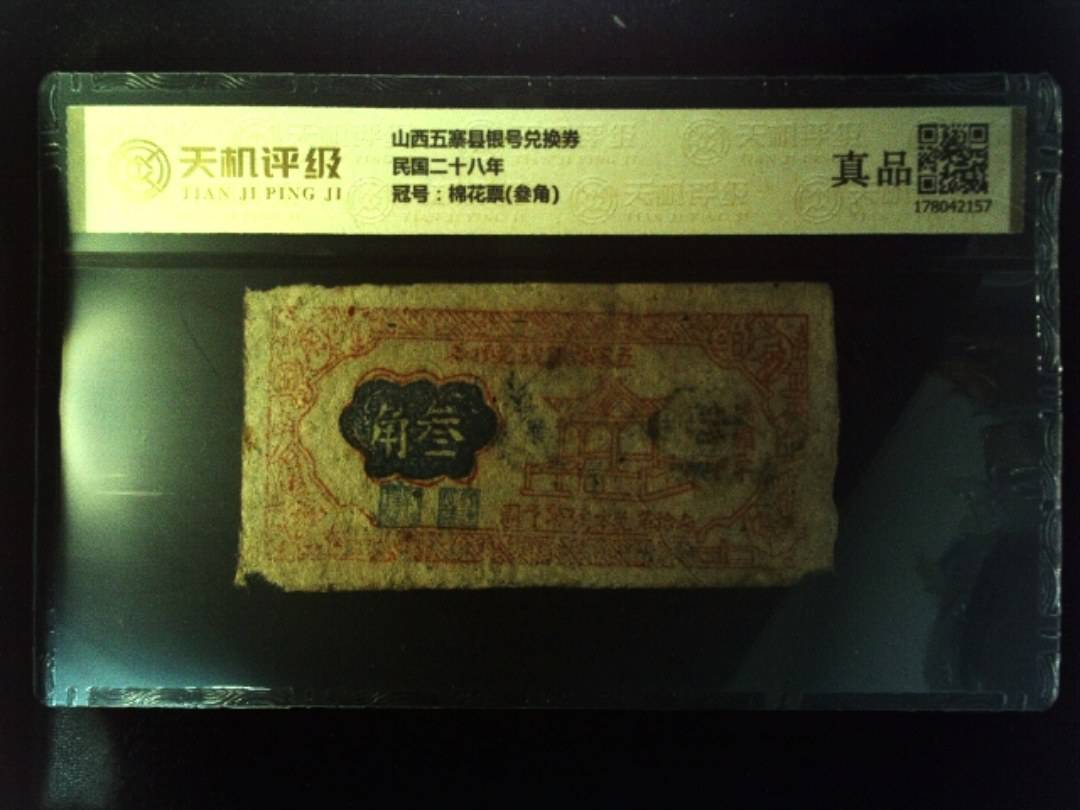 天机评级
TIAN JI PING JI
山西五寨县银号兑换券
民国二十八年
冠号：棉花票(叁角)
真品
178042157
角叁